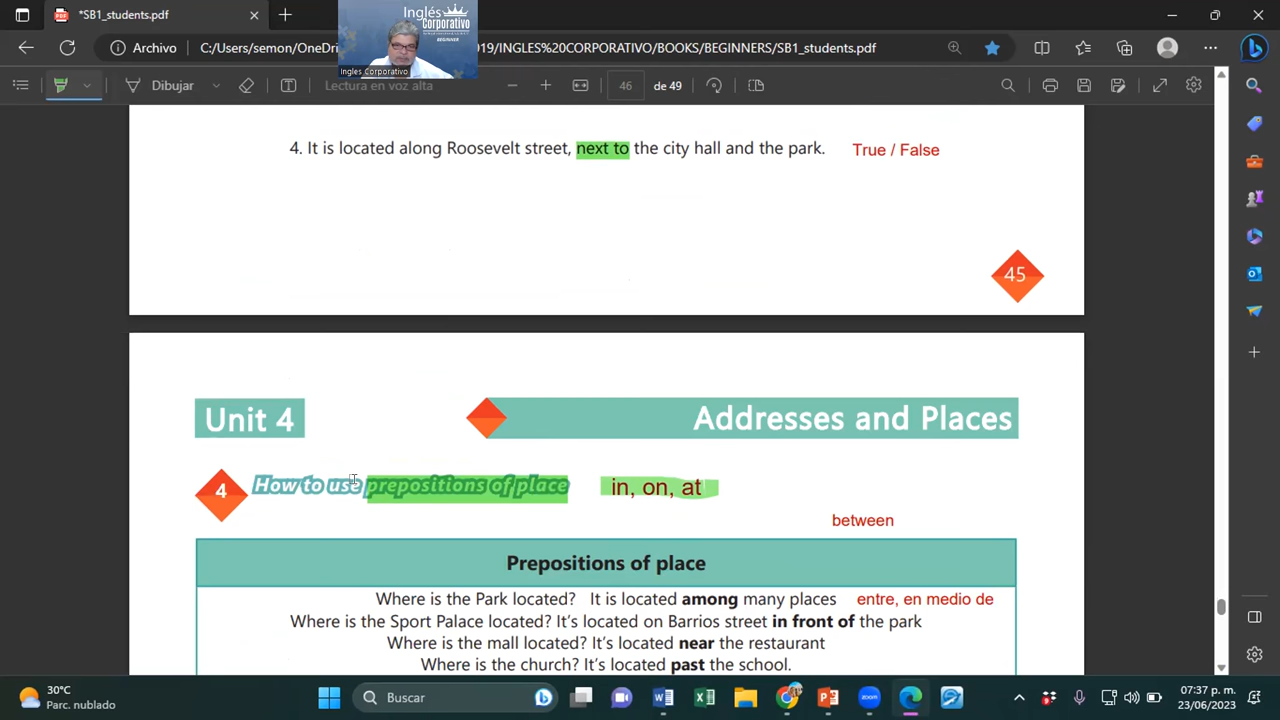 *SB1_students.pdf
Inglés
Corporativo
BEGINNER
Ingles Corporativo
Archivo
C:/Users/semon/OneDri
019/INGLES%20CORPORATIVO/BOOKS/BEGINNERS/SB1_students.pdf
Dibujar
Lectura en voz alta
46
de 49
4. It is located along Roosevelt street, next to the city hall and the park. True / False
45
Unit 4
Addresses and Places
4
How to use prepositions of place
in, on, at
between
Prepositions of place
Where is the Park located? It is located among many places entre, en medio de
Where is the Sport Palace located? It's located on Barrios street in front of the park
Where is the mall located? It's located near the restaurant
Where is the church? It's located past the school.
30°C
Parc. nublado
Buscar
07:37 p. m.
23/06/2023